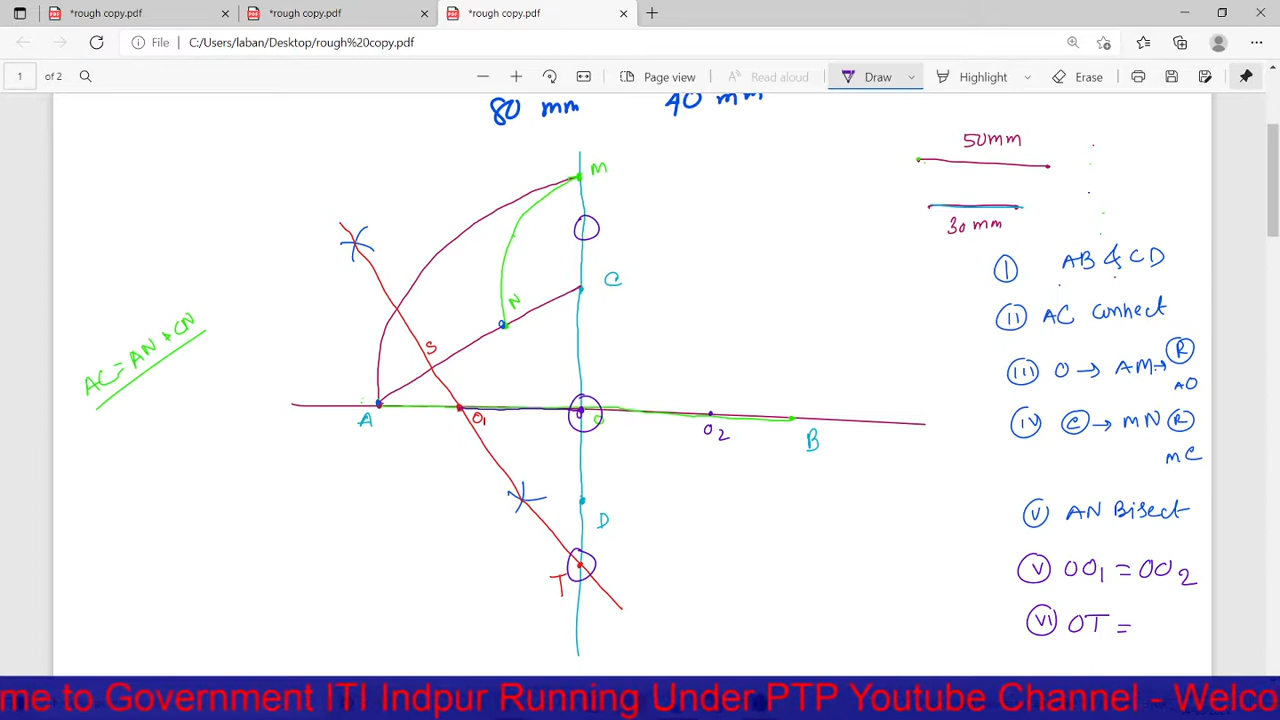 *rough copy.pdf
*rough copy.pdf
*rough copy.pdf
File C:/Users/laban/Desktop/rough%20copy.pdf
1 of 2
Page view
Read aloud
Draw
Highlight
Erase
80 mm 40 mm
50mm
30mm
M
C
N
S
A
O1
O
O2
B
D
T
AC = AN + CN
I AB & CD
II AC connect
III O → AM → R
AO
IV C → MN R
MC
V AN Bisect
V OO1 = OO2
VI OT =
me to Government ITI Indpur Running Under PTP Youtube Channel - Welco